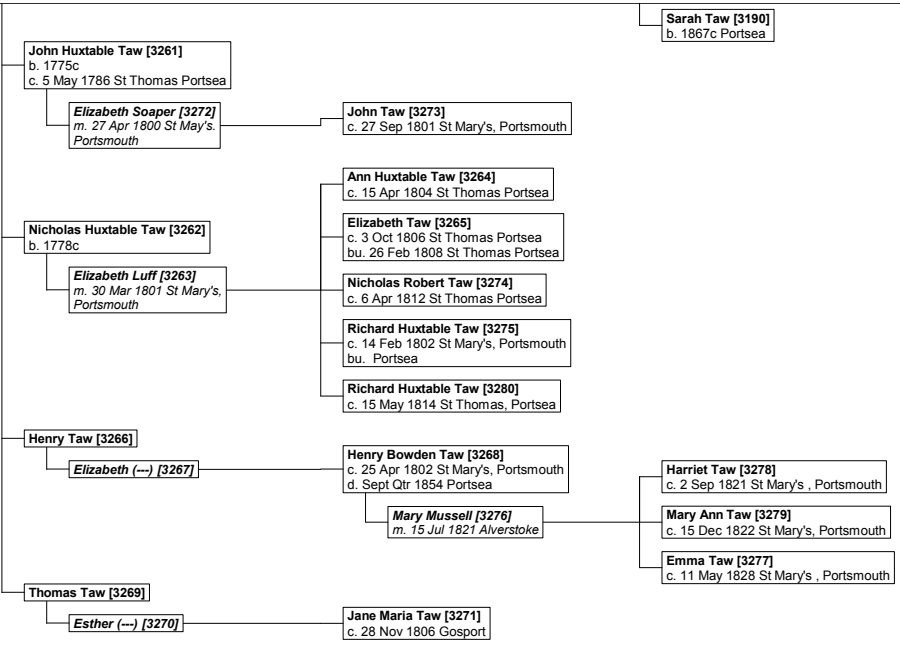 Sarah Taw [3190]
b. 1867c Portsea
John Huxtable Taw [3261]
b. 1775c
c. 5 May 1786 St Thomas Portsea
Elizabeth Soaper [3272]
m. 27 Apr 1800 St May's.
Portsmouth
John Taw [3273]
c. 27 Sep 1801 St Mary's, Portsmouth
Nicholas Huxtable Taw [3262]
b. 1778c
Elizabeth Luff [3263]
m. 30 Mar 1801 St Mary's,
Portsmouth
Ann Huxtable Taw [3264]
c. 15 Apr 1804 St Thomas Portsea
Elizabeth Taw [3265]
c. 3 Oct 1806 St Thomas Portsea
bu. 26 Feb 1808 St Thomas Portsea
Nicholas Robert Taw [3274]
c. 6 Apr 1812 St Thomas Portsea
Richard Huxtable Taw [3275]
c. 14 Feb 1802 St Mary's, Portsmouth
bu.  Portsea
Richard Huxtable Taw [3280]
c. 15 May 1814 St Thomas, Portsea
Henry Taw [3266]
Elizabeth (---) [3267]
Henry Bowden Taw [3268]
c. 25 Apr 1802 St Mary's, Portsmouth
d. Sept Qtr 1854 Portsea
Mary Mussell [3276]
m. 15 Jul 1821 Alverstoke
Harriet Taw [3278]
c. 2 Sep 1821 St Mary's , Portsmouth
Mary Ann Taw [3279]
c. 15 Dec 1822 St Mary's, Portsmouth
Emma Taw [3277]
c. 11 May 1828 St Mary's , Portsmouth
Thomas Taw [3269]
Esther (---) [3270]
Jane Maria Taw [3271]
c. 28 Nov 1806 Gosport